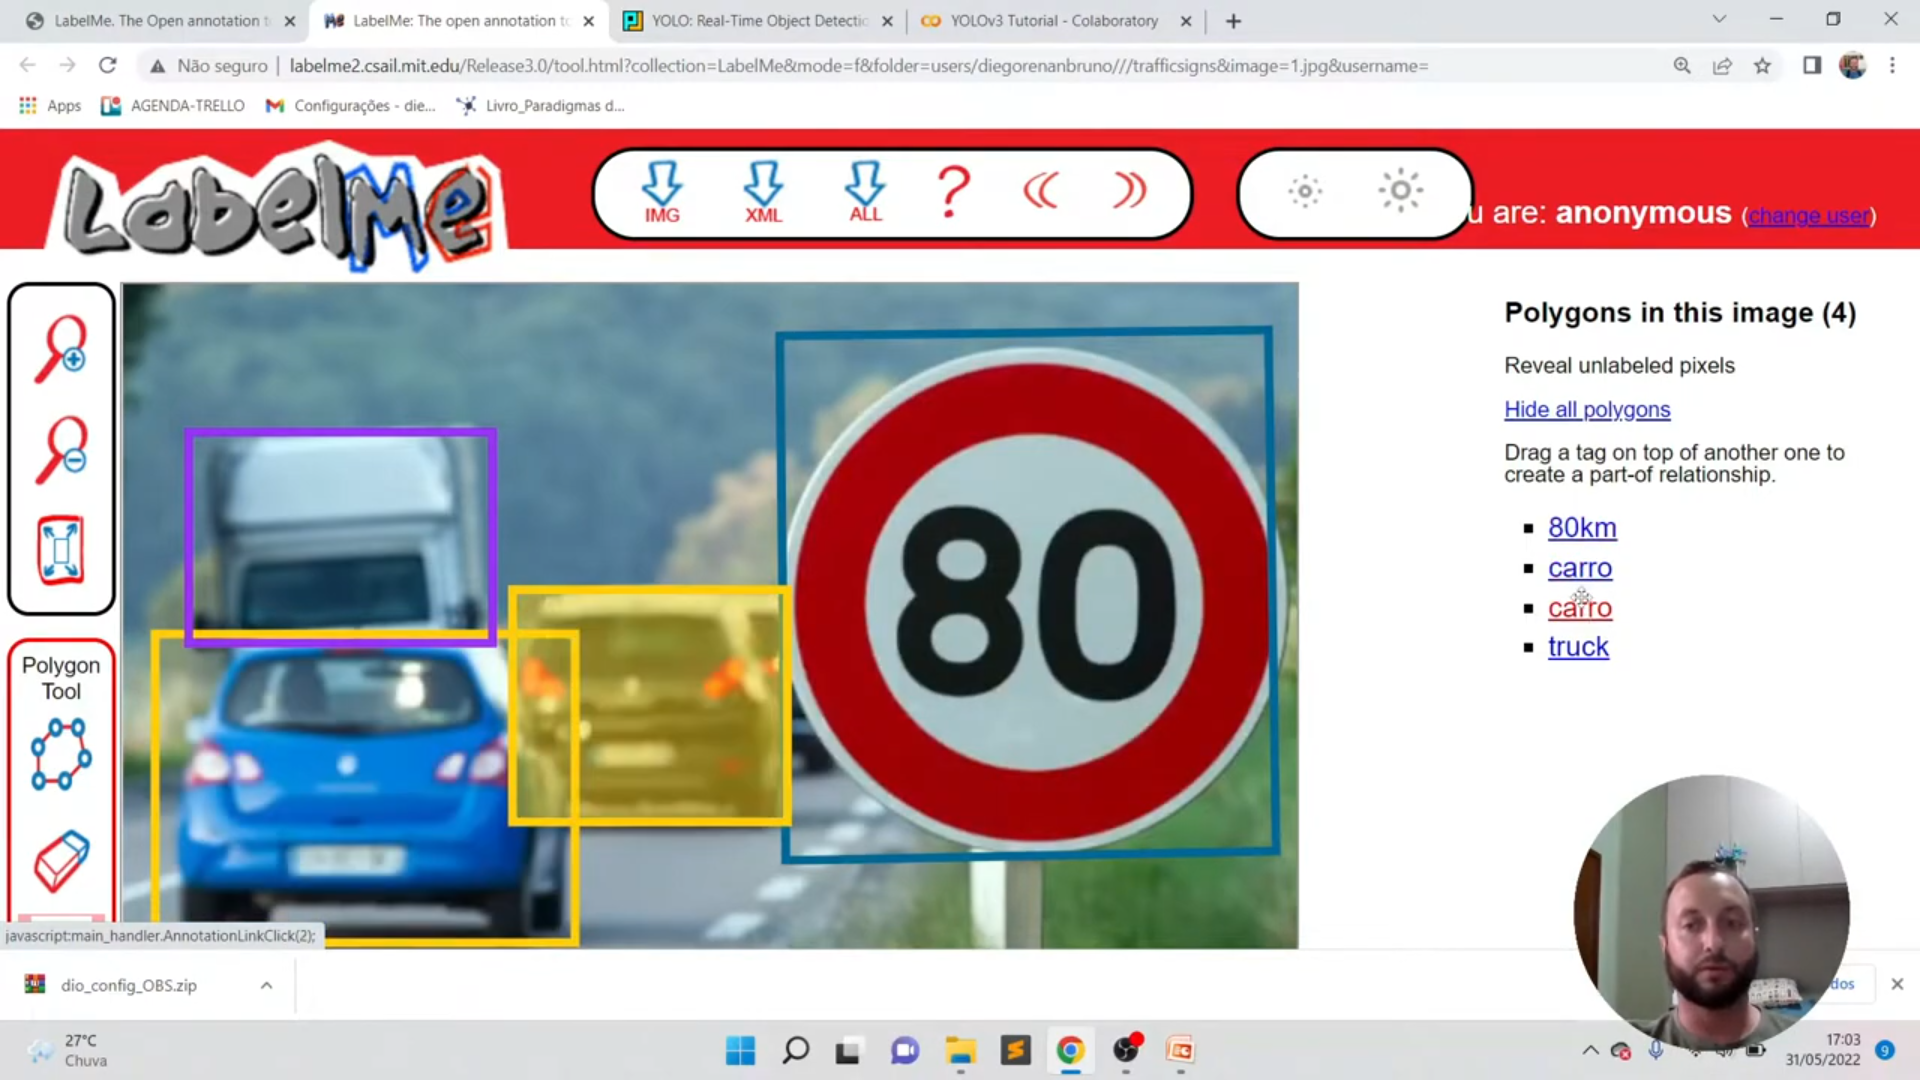 LabelMe. The Open annotation t
LabelMe: The open annotation to
YOLO: Real-Time Object Detectio
YOLOv3 Tutorial - Colaboratory
Não seguro
labelme2.csail.mit.edu/Release3.0/tool.html?collection=LabelMe&mode=f&folder=users/diegorenanbruno///trafficsigns&image=1.jpg&username=
Apps
AGENDA-TRELLO
Configurações - die...
Livro_Paradigmas d...
LabelMe
IMG
XML
ALL
?
u are: anonymous (change user)
Polygons in this image (4)
Reveal unlabeled pixels
Hide all polygons
Drag a tag on top of another one to
create a part-of relationship.
80km
carro
carro
truck
80
Polygon
Tool
javascript:main_handler.AnnotationLinkClick(2);
dio_config_OBS.zip
dos
27°C
Chuva
17:03
31/05/2022
9